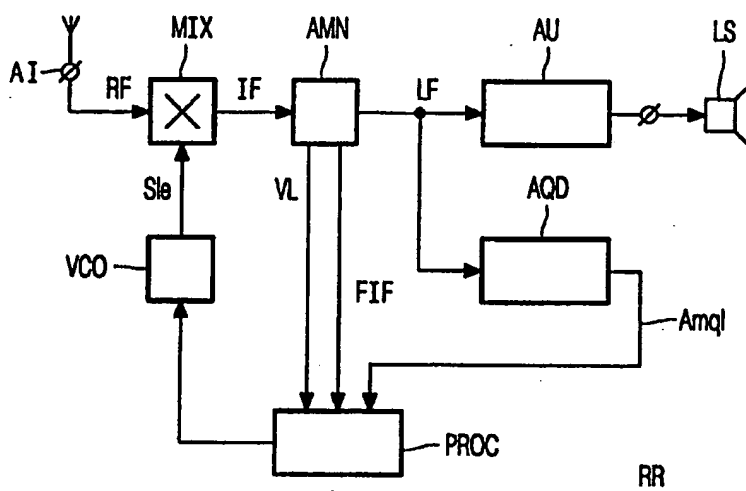 MIX
AMN
AU
LS
AI
RF
IF
LF
Sle
VL
AQD
VCO
FIF
Amql
PROC
RR